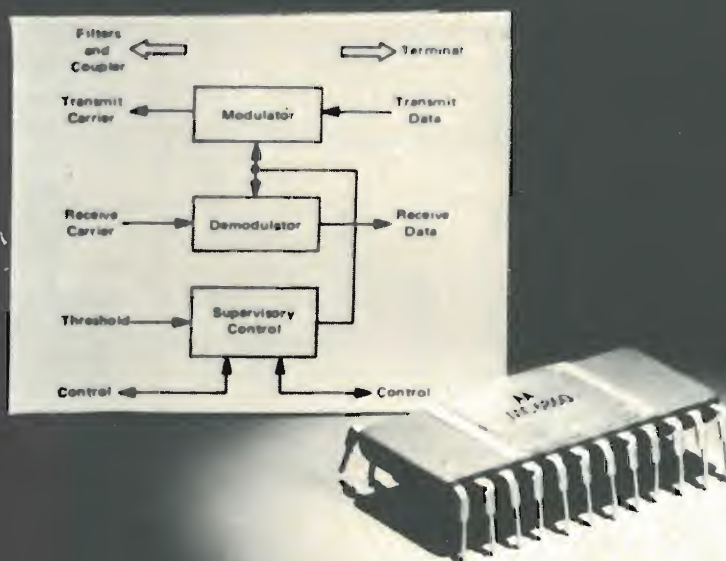 Filters
and
Coupler
Terminal
Transmit
Carrier
Modulator
Transmit
Data
Receive
Carrier
Demodulator
Receive
Data
Threshold
Supervisory
Control
Control
Control